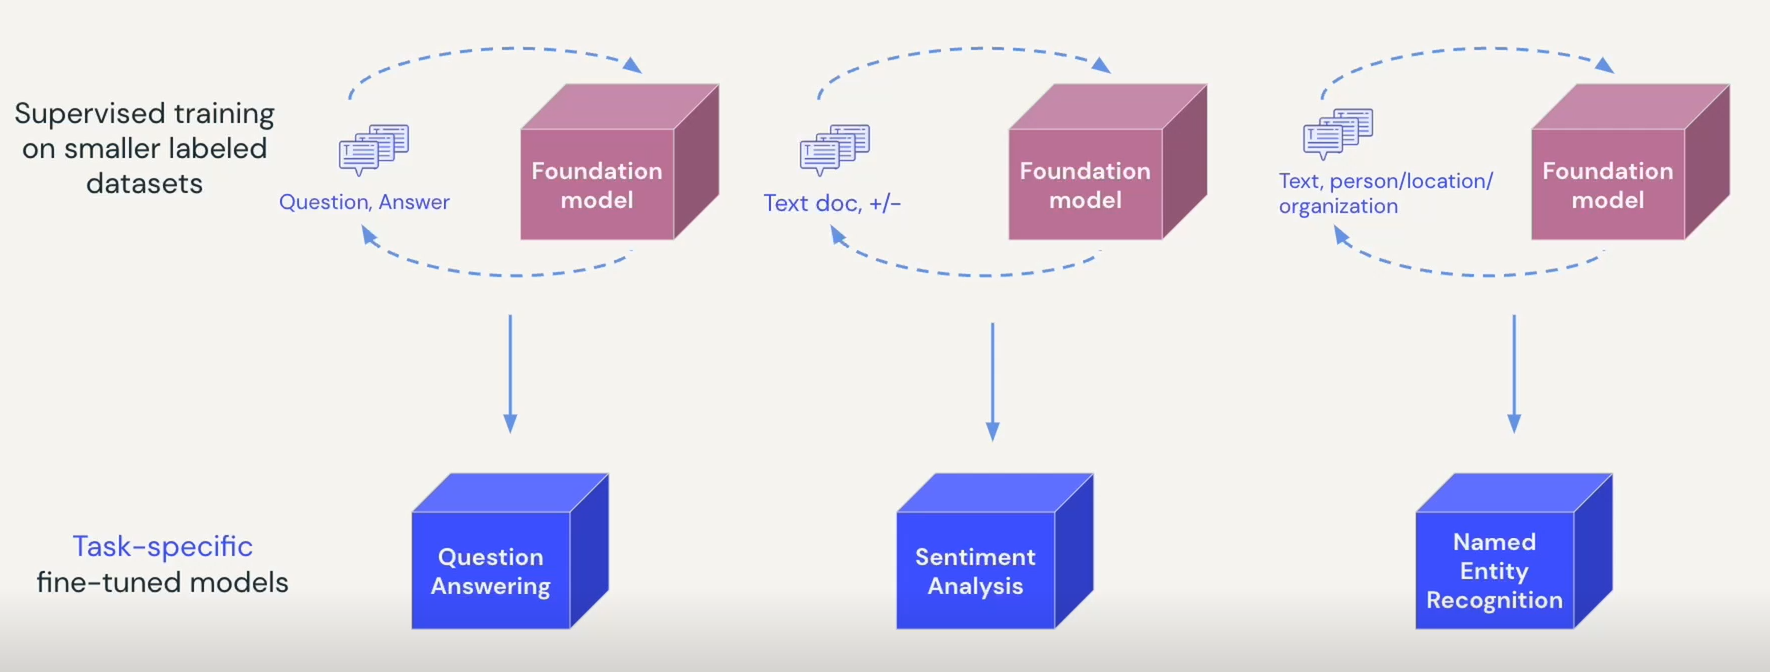 Supervised training
on smaller labeled
datasets
Question, Answer
Foundation
model
Text doc, +/-
Foundation
model
Text, person/location/
organization
Foundation
model
Task-specific
fine-tuned models
Question
Answering
Sentiment
Analysis
Named
Entity
Recognition